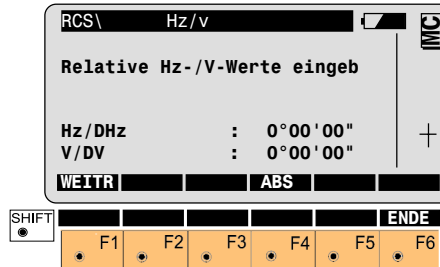 RCS\ Hz/v
MC
Relative Hz-/V-Werte eingeb
Hz/DHz : 0°00'00"
V/DV : 0°00'00"
WEITR ABS
SHIFT ENDE
F1 F2 F3 F4 F5 F6